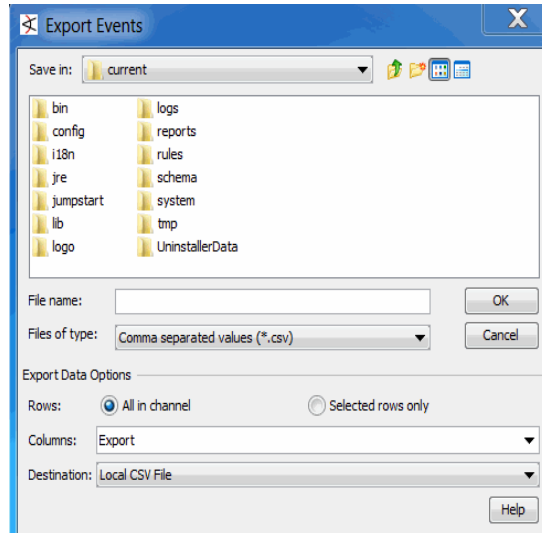 Export Events
X
Save in: current
bin logs
config reports
i18n rules
jre schema
jumpstart system
lib tmp
logo UninstallerData
File name: OK
Files of type: Comma separated values (*.csv) Cancel
Export Data Options
Rows: All in channel Selected rows only
Columns: Export
Destination: Local CSV File
Help